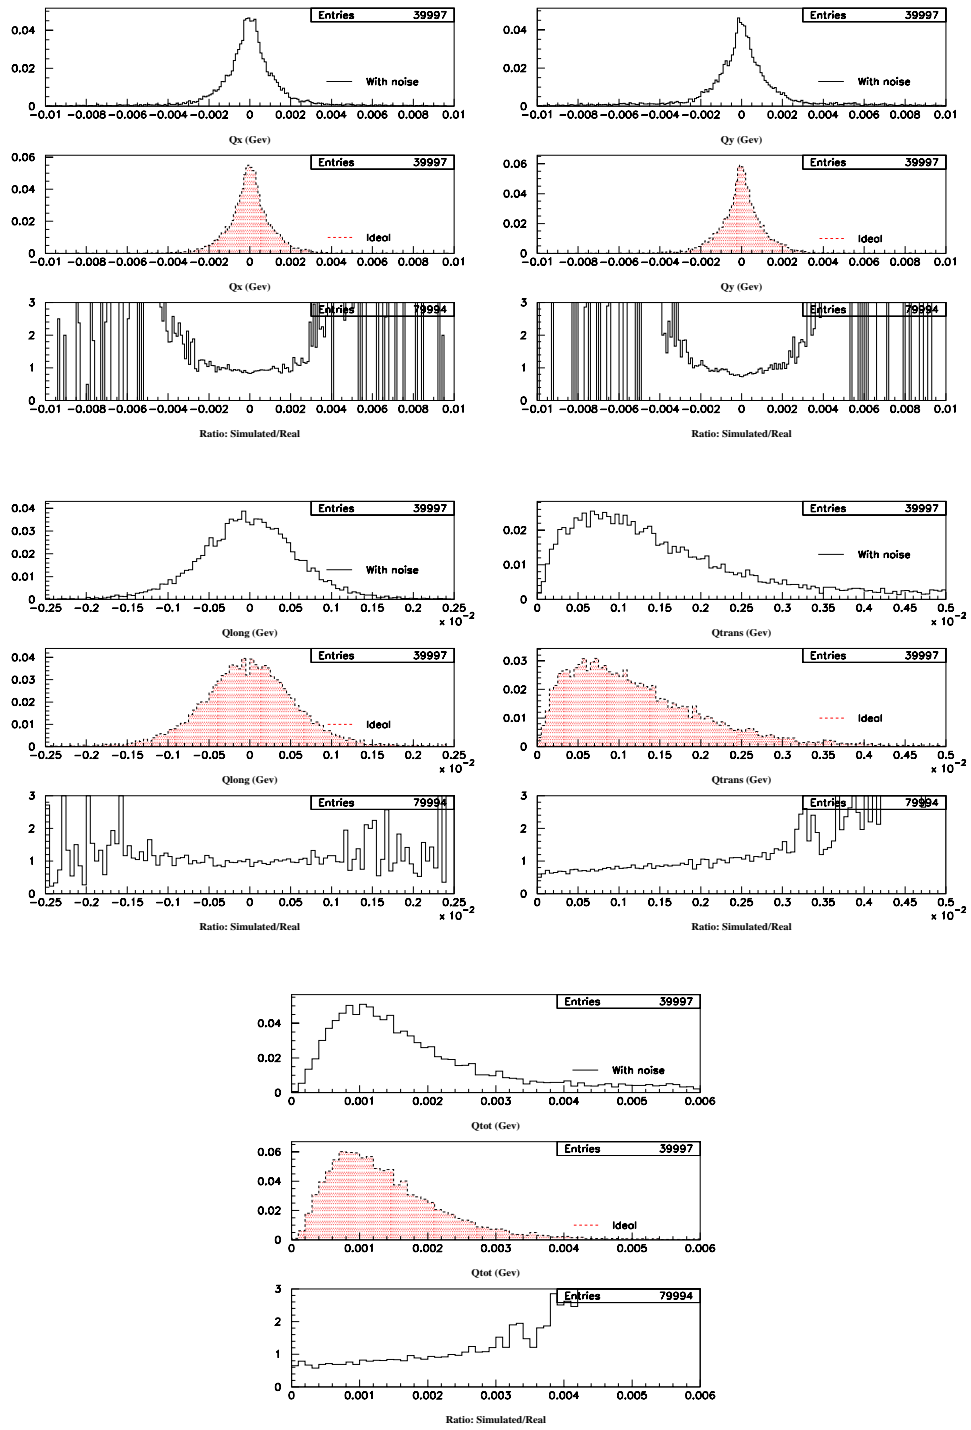 Entries 39997
0.04
0.02
0
With noise
-0.01 -0.008 -0.006 -0.004 -0.002 0 0.002 0.004 0.006 0.008 0.01
Qx (Gev)
Entries 39997
0.04
0.02
0
With noise
-0.01 -0.008 -0.006 -0.004 -0.002 0 0.002 0.004 0.006 0.008 0.01
Qy (Gev)
Entries 39997
0.06
0.04
0.02
0
Ideal
-0.01 -0.008 -0.006 -0.004 -0.002 0 0.002 0.004 0.006 0.008 0.01
Qx (Gev)
Entries 39997
0.06
0.04
0.02
0
Ideal
-0.01 -0.008 -0.006 -0.004 -0.002 0 0.002 0.004 0.006 0.008 0.01
Qy (Gev)
Entries 79994
3
2
1
0
-0.01 -0.008 -0.006 -0.004 -0.002 0 0.002 0.004 0.006 0.008 0.01
Ratio: Simulated/Real
Entries 79994
3
2
1
0
-0.01 -0.008 -0.006 -0.004 -0.002 0 0.002 0.004 0.006 0.008 0.01
Ratio: Simulated/Real
Entries 39997
0.04
0.03
0.02
0.01
0
With noise
-0.25 -0.2 -0.15 -0.1 -0.05 0 0.05 0.1 0.15 0.2 0.25
x 10^-2
Qlong (Gev)
Entries 39997
0.02
0.01
0
With noise
0 0.05 0.1 0.15 0.2 0.25 0.3 0.35 0.4 0.45 0.5
x 10^-2
Qtrans (Gev)
Entries 39997
0.04
0.03
0.02
0.01
0
Ideal
-0.25 -0.2 -0.15 -0.1 -0.05 0 0.05 0.1 0.15 0.2 0.25
x 10^-2
Qlong (Gev)
Entries 39997
0.03
0.02
0.01
0
Ideal
0 0.05 0.1 0.15 0.2 0.25 0.3 0.35 0.4 0.45 0.5
x 10^-2
Qtrans (Gev)
Entries 79994
3
2
1
0
-0.25 -0.2 -0.15 -0.1 -0.05 0 0.05 0.1 0.15 0.2 0.25
x 10^-2
Ratio: Simulated/Real
Entries 79994
3
2
1
0
0 0.05 0.1 0.15 0.2 0.25 0.3 0.35 0.4 0.45 0.5
x 10^-2
Ratio: Simulated/Real
Entries 39997
0.04
0.02
0
With noise
0 0.001 0.002 0.003 0.004 0.005 0.006
Qtot (Gev)
Entries 39997
0.06
0.04
0.02
0
Ideal
0 0.001 0.002 0.003 0.004 0.005 0.006
Qtot (Gev)
Entries 79994
3
2
1
0
0 0.001 0.002 0.003 0.004 0.005 0.006
Ratio: Simulated/Real